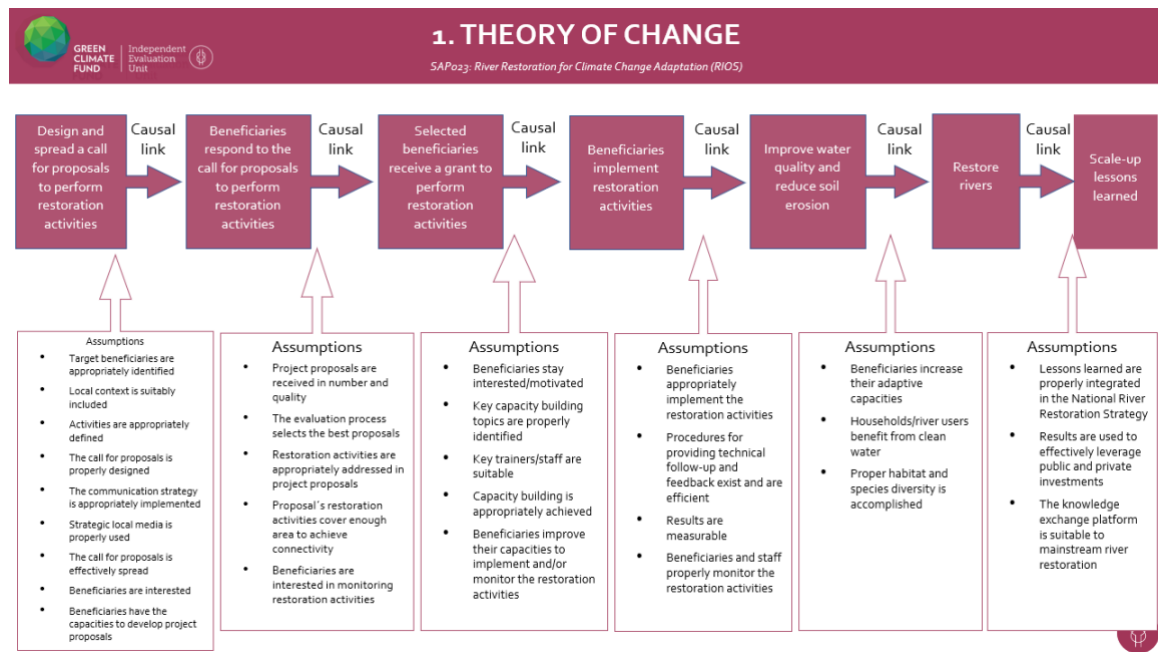 GREEN
CLIMATE
FUND
Independent
Evaluation
Unit
1. THEORY OF CHANGE
SAP023: River Restoration for Climate Change Adaptation (RIOS)
Design and
spread a call
for proposals
to perform
restoration
activities
Causal
link
Beneficiaries
respond to the
call for proposals
to perform
restoration
activities
Causal
link
Selected
beneficiaries
receive a grant to
perform
restoration
activities
Causal
link
Beneficiaries
implement
restoration
activities
Causal
link
Improve water
quality and
reduce soil
erosion
Causal
link
Restore
rivers
Causal
link
Scale-up
lessons
learned
Assumptions
• Target beneficiaries are
appropriately identified
• Local context is suitably
included
• Activities are appropriately
defined
• The call for proposals is
properly designed
• The communication strategy
is appropriately implemented
• Strategic local media is
properly used
• The call for proposals is
effectively spread
• Beneficiaries are interested
• Beneficiaries have the
capacities to develop project
proposals
Assumptions
• Project proposals are
received in number and
quality
• The evaluation process
selects the best proposals
• Restoration activities are
appropriately addressed in
project proposals
• Proposal´s restoration
activities cover enough
area to achieve
connectivity
• Beneficiaries are
interested in monitoring
restoration activities
Assumptions
• Beneficiaries stay
interested/motivated
• Key capacity building
topics are properly
identified
• Key trainers/staff are
suitable
• Capacity building is
appropriately achieved
• Beneficiaries improve
their capacities to
implement and/or
monitor the restoration
activities
Assumptions
• Beneficiaries
appropriately
implement the
restoration activities
• Procedures for
providing technical
follow-up and
feedback exist and are
efficient
• Results are
measurable
• Beneficiaries and staff
properly monitor the
restoration activities
Assumptions
• Beneficiaries increase
their adaptive
capacities
• Households/river users
benefit from clean
water
• Proper habitat and
species diversity is
accomplished
Assumptions
• Lessons learned are
properly integrated
in the National River
Restoration Strategy
• Results are used to
effectively leverage
public and private
investments
• The knowledge
exchange platform
is suitable to
mainstream river
restoration